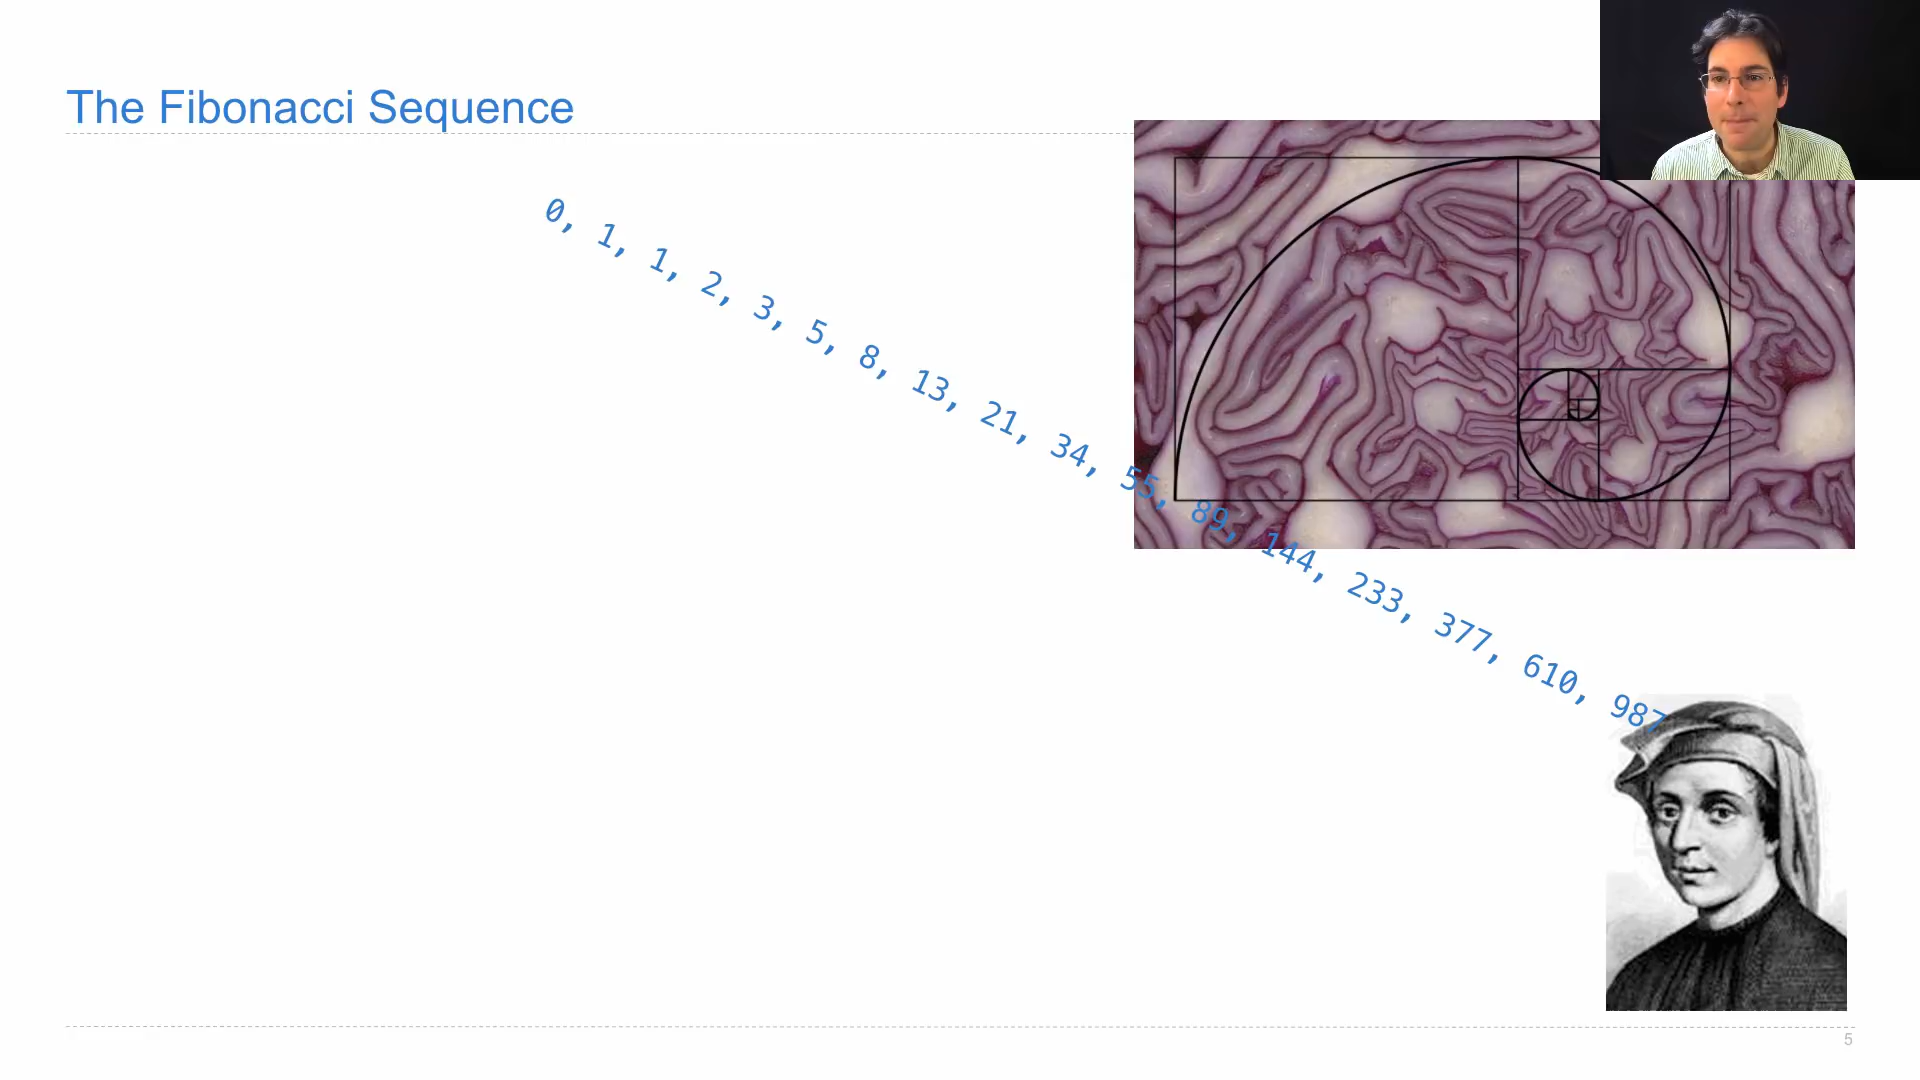 The Fibonacci Sequence
0, 1, 1, 2, 3, 5, 8, 13, 21, 34, 55, 89, 144, 233, 377, 610, 987
5